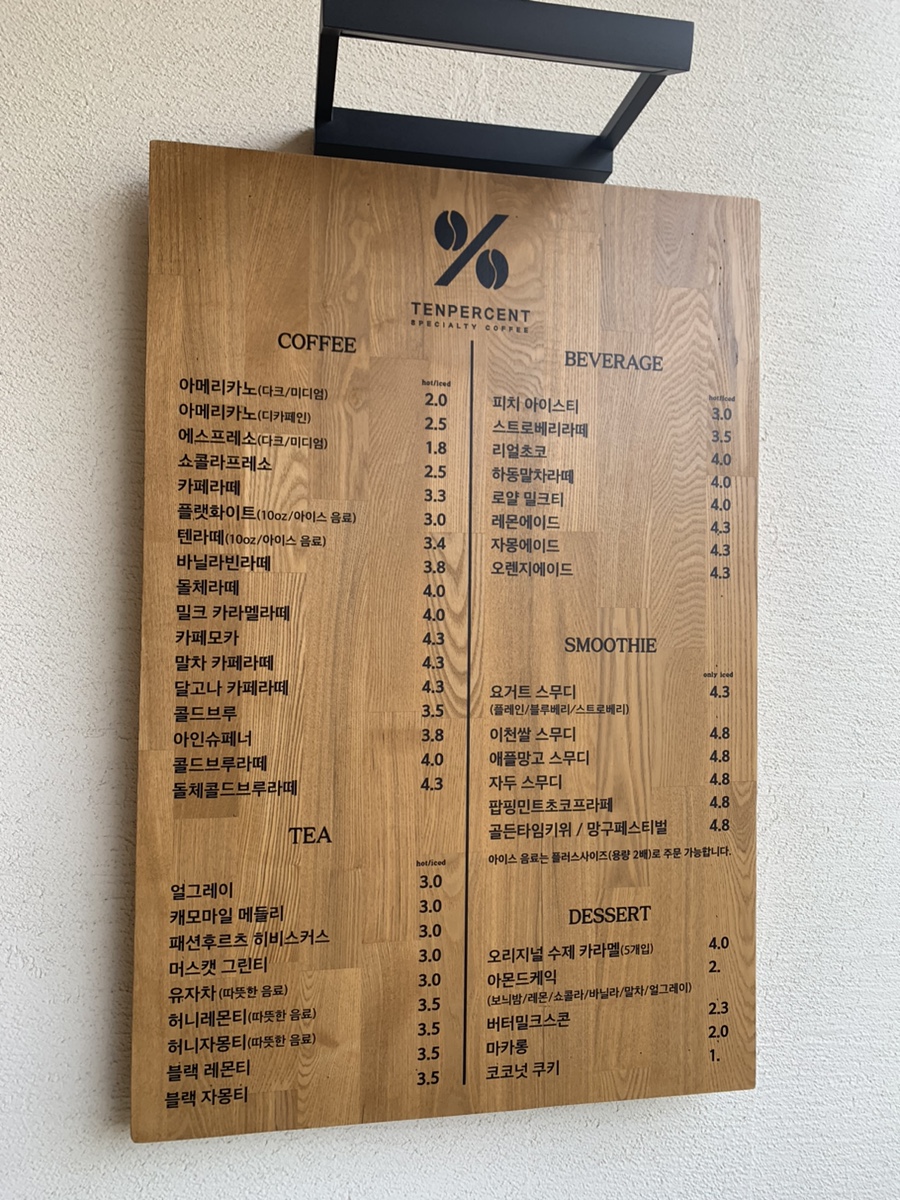 TENPERCENT
SPECIALTY COFFEE
COFFEE
hot/iced
아메리카노(다크/미디엄) 2.0
아메리카노(디카페인) 2.5
에스프레소(다크/미디엄) 1.8
쇼콜라프레소 2.5
카페라떼 3.3
플랫화이트(10oz/아이스 음료) 3.0
텐라떼(10oz/아이스 음료) 3.4
바닐라빈라떼 3.8
돌체라떼 4.0
밀크 카라멜라떼 4.0
카페모카 4.3
말차 카페라떼 4.3
달고나 카페라떼 4.3
콜드브루 3.5
아인슈페너 3.8
콜드브루라떼 4.0
돌체콜드브루라떼 4.3
TEA
hot/iced
얼그레이 3.0
캐모마일 메들리 3.0
패션후르츠 히비스커스 3.0
머스캣 그린티 3.0
유자차 (따뜻한 음료) 3.0
허니레몬티(따뜻한 음료) 3.5
허니자몽티(따뜻한 음료) 3.5
블랙 레몬티 3.5
블랙 자몽티 3.5
BEVERAGE
hot/iced
피치 아이스티 3.0
스트로베리라떼 3.5
리얼초코 4.0
하동말차라떼 4.0
로얄 밀크티 4.0
레몬에이드 4.3
자몽에이드 4.3
오렌지에이드 4.3
SMOOTHIE
only iced
요거트 스무디 4.3
(플레인/블루베리/스트로베리)
이천쌀 스무디 4.8
애플망고 스무디 4.8
자두 스무디 4.8
팝핑민트초코프라페 4.8
골든타임키위 / 망구페스티벌 4.8
아이스 음료는 플러스사이즈(용량 2배)로 주문 가능합니다.
DESSERT
오리지널 수제 카라멜(5개입) 4.0
아몬드케익 2.
(보늬밤/레몬/쇼콜라/바닐라/말차/얼그레이)
버터밀크스콘 2.3
마카롱 2.0
코코넛 쿠키 1.